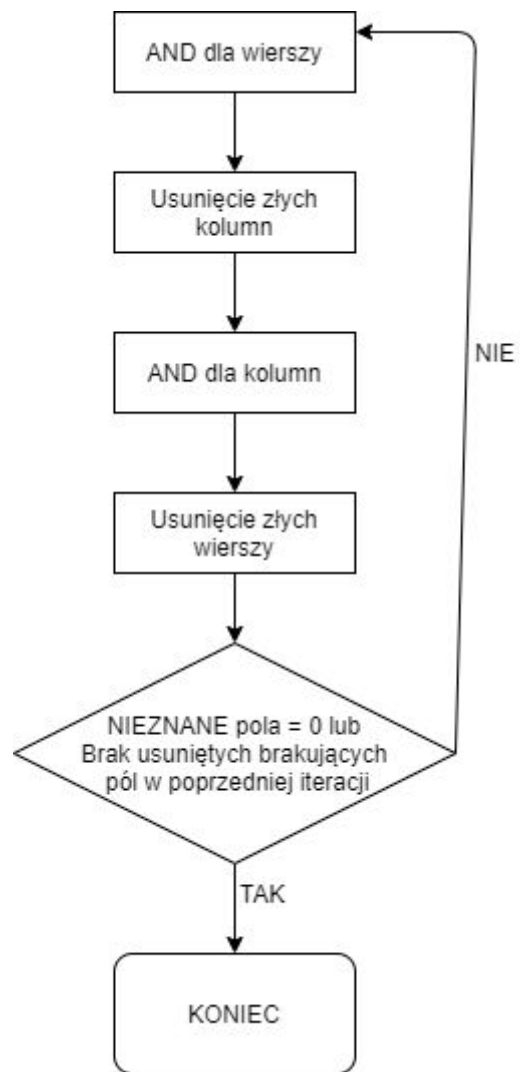 AND dla wierszy
Usunięcie złych
kolumn
NIE
AND dla kolumn
Usunięcie złych
wierszy
NIEZNANE pola = 0 lub
Brak usuniętych brakujących
pól w poprzedniej iteracji
TAK
KONIEC